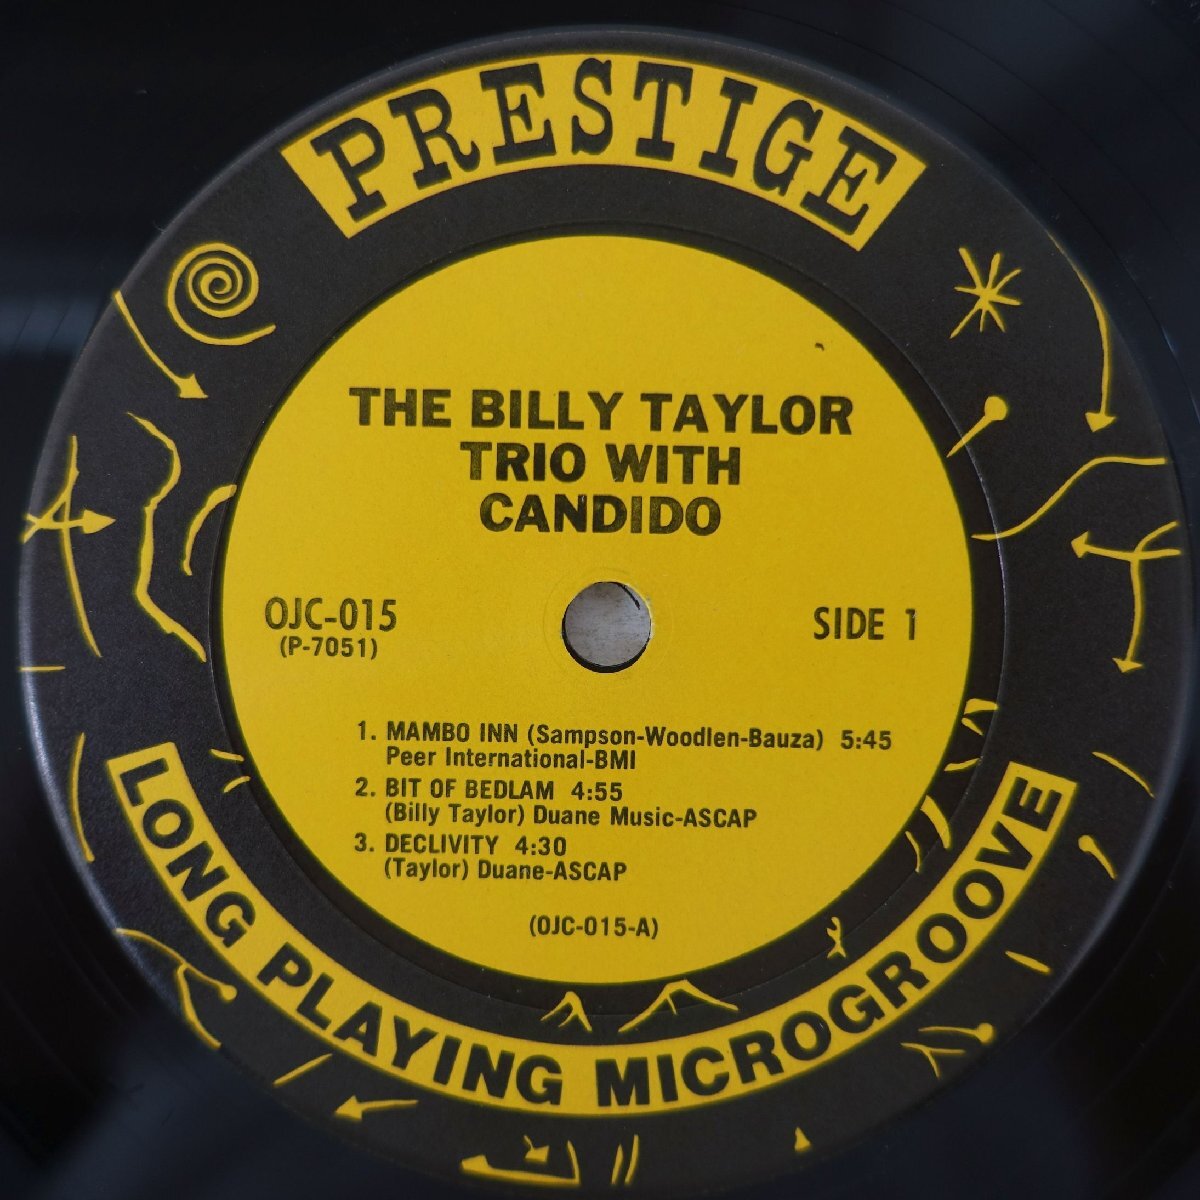 PRESTIGE
THE BILLY TAYLOR
TRIO WITH
CANDIDO
OJC-015
(P-7051)
SIDE 1
1. MAMBO INN (Sampson-Woodlen-Bauza) 5:45
Peer International-BMI
2. BIT OF BEDLAM 4:55
(Billy Taylor) Duane Music-ASCAP
3. DECLIVITY 4:30
(Taylor) Duane-ASCAP
(OJC-015-A)
LONG PLAYING MICROGROOVE